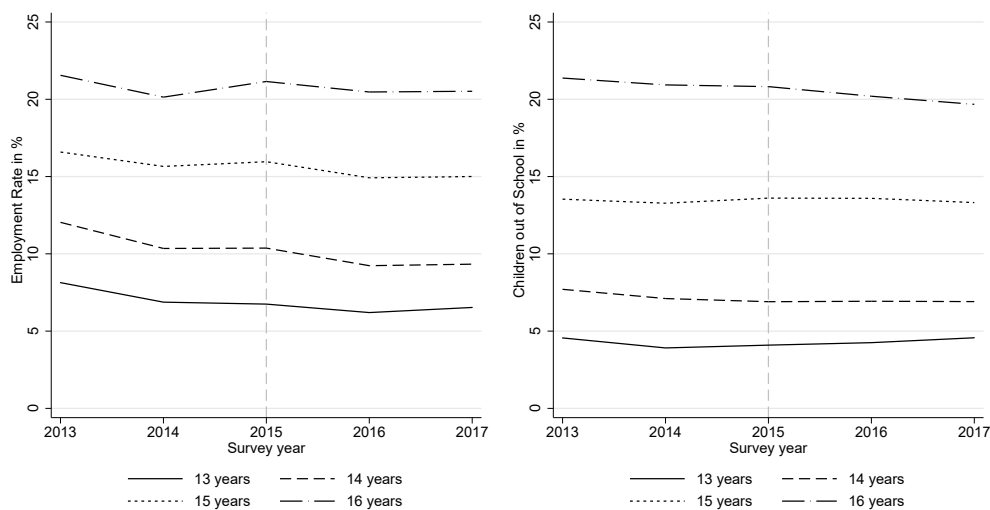 Employment Rate in %
25
20
15
10
5
0
2013 2014 2015 2016 2017
Survey year
13 years 14 years
15 years 16 years
Children out of School in %
25
20
15
10
5
0
2013 2014 2015 2016 2017
Survey year
13 years 14 years
15 years 16 years